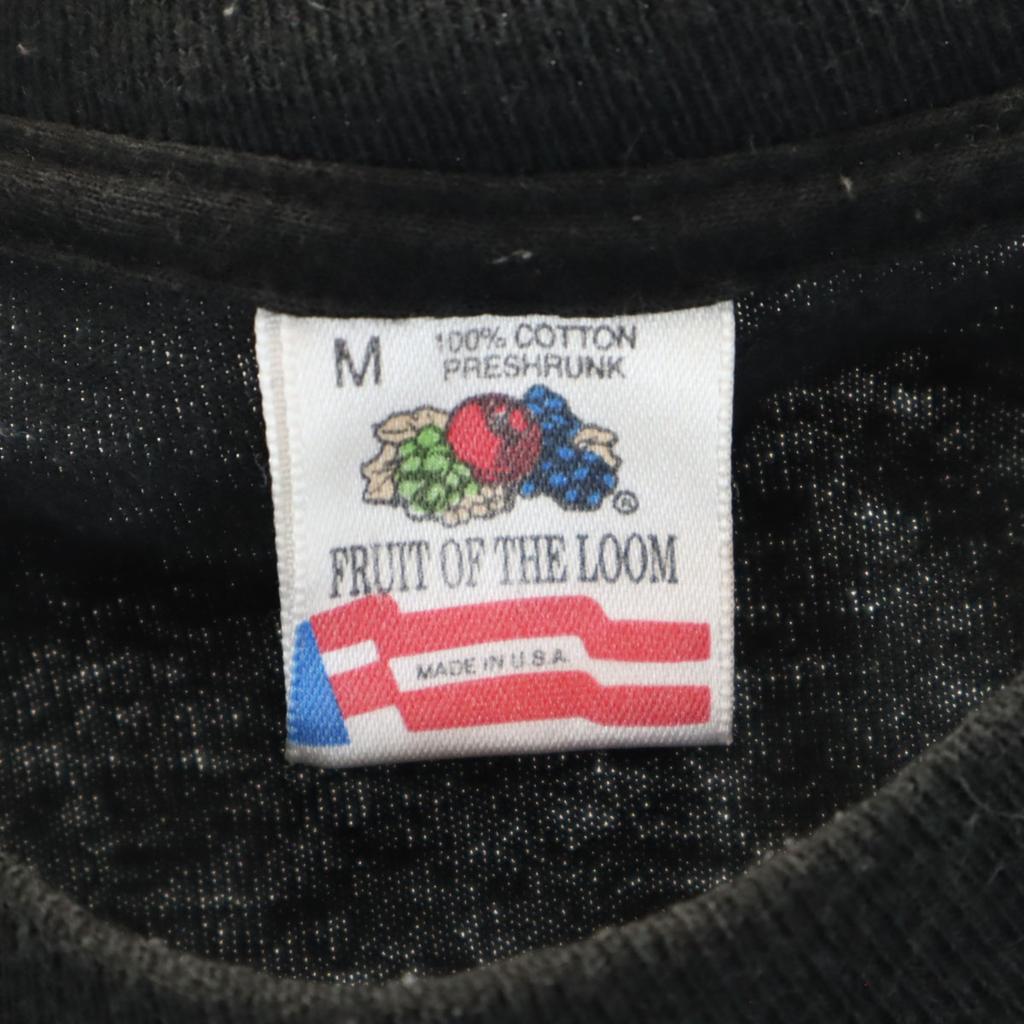 M
100% COTTON
PRESHRUNK
®
FRUIT OF THE LOOM
MADE IN U.S.A.